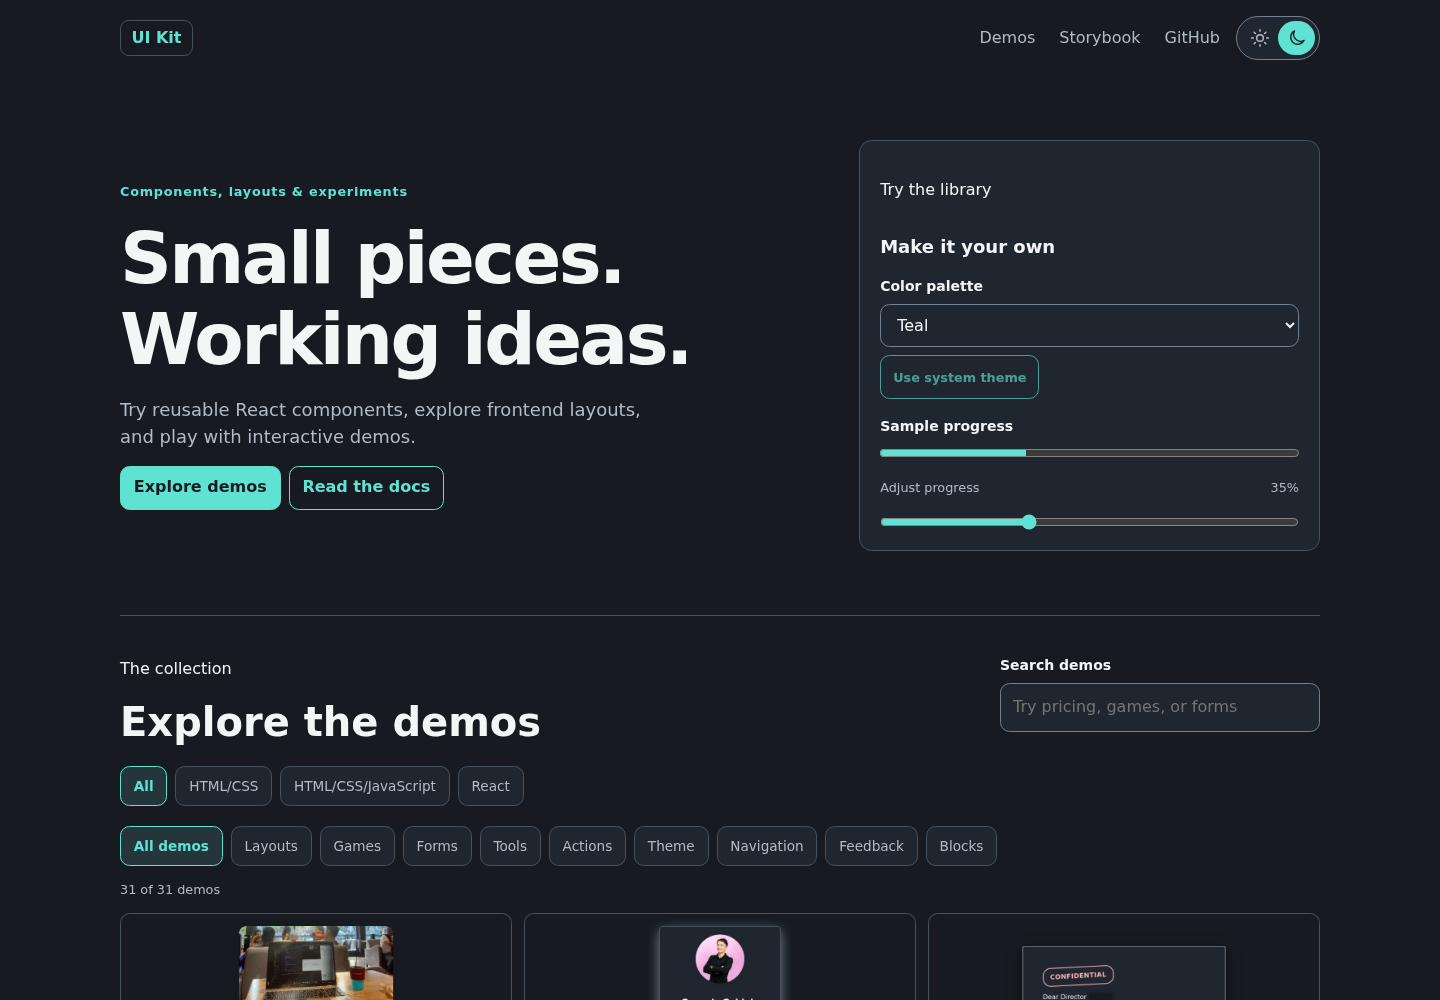 UI Kit
Demos
Storybook
GitHub
Components, layouts & experiments
Small pieces.
Working ideas.
Try reusable React components, explore frontend layouts,
and play with interactive demos.
Explore demos
Read the docs
Try the library
Make it your own
Color palette
Teal
Use system theme
Sample progress
Adjust progress
35%
The collection
Explore the demos
Search demos
Try pricing, games, or forms
All
HTML/CSS
HTML/CSS/JavaScript
React
All demos
Layouts
Games
Forms
Tools
Actions
Theme
Navigation
Feedback
Blocks
31 of 31 demos
CONFIDENTIAL
Dear Director